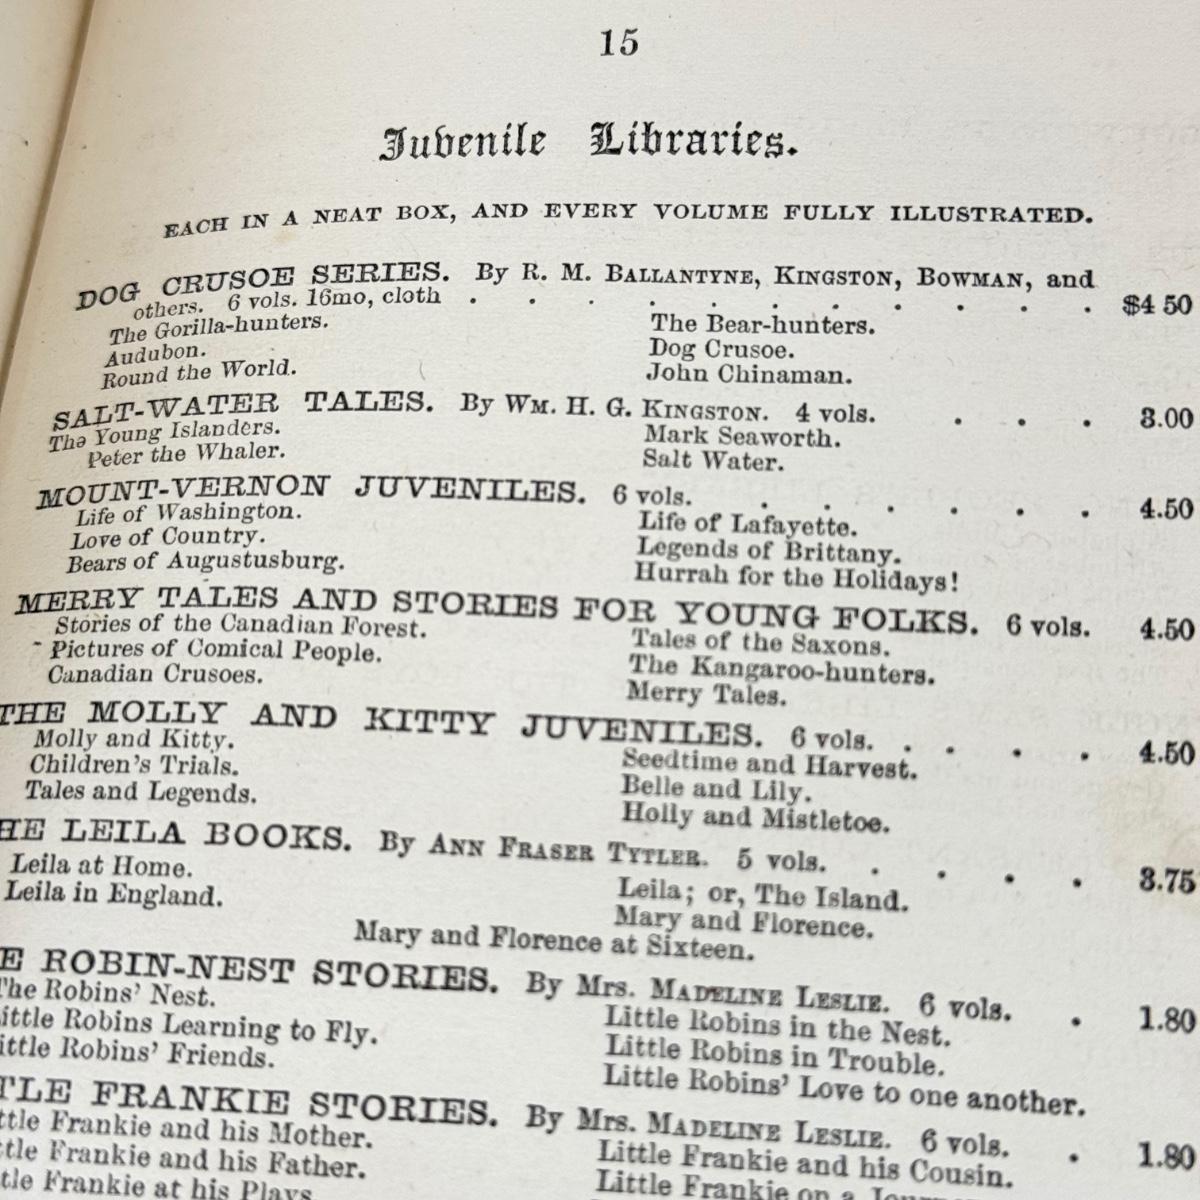 15
Juvenile Libraries.
EACH IN A NEAT BOX, AND EVERY VOLUME FULLY ILLUSTRATED.
DOG CRUSOE SERIES. By R. M. BALLANTYNE, KINGSTON, BOWMAN, and
others. 6 vols. 16mo, cloth . . . . . . . . . . . $4 50
The Gorilla-hunters. The Bear-hunters.
Audubon. Dog Crusoe.
Round the World. John Chinaman.
SALT-WATER TALES. By WM. H. G. KINGSTON. 4 vols. . . . 3.00
The Young Islanders. Mark Seaworth.
Peter the Whaler. Salt Water.
MOUNT-VERNON JUVENILES. 6 vols. . . . . . . 4.50
Life of Washington. Life of Lafayette.
Love of Country. Legends of Brittany.
Bears of Augustusburg. Hurrah for the Holidays!
MERRY TALES AND STORIES FOR YOUNG FOLKS. 6 vols. 4.50
Stories of the Canadian Forest. Tales of the Saxons.
Pictures of Comical People. The Kangaroo-hunters.
Canadian Crusoes. Merry Tales.
THE MOLLY AND KITTY JUVENILES. 6 vols. . . . . 4.50
Molly and Kitty. Seedtime and Harvest.
Children's Trials. Belle and Lily.
Tales and Legends. Holly and Mistletoe.
HE LEILA BOOKS. By ANN FRASER TYTLER. 5 vols. . . . . 3.75
Leila at Home. Leila; or, The Island.
Leila in England. Mary and Florence.
Mary and Florence at Sixteen.
E ROBIN-NEST STORIES. By MRS. MADELINE LESLIE. 6 vols. . 1.80
The Robins' Nest. Little Robins in the Nest.
ittle Robins Learning to Fly. Little Robins in Trouble.
ittle Robins' Friends. Little Robins' Love to one another.
TLE FRANKIE STORIES. By MRS. MADELINE LESLIE. 6 vols. . 1.80
ttle Frankie and his Mother. Little Frankie and his Cousin.
tle Frankie and his Father. Little Frankie on a
tle Frankie at his Plays